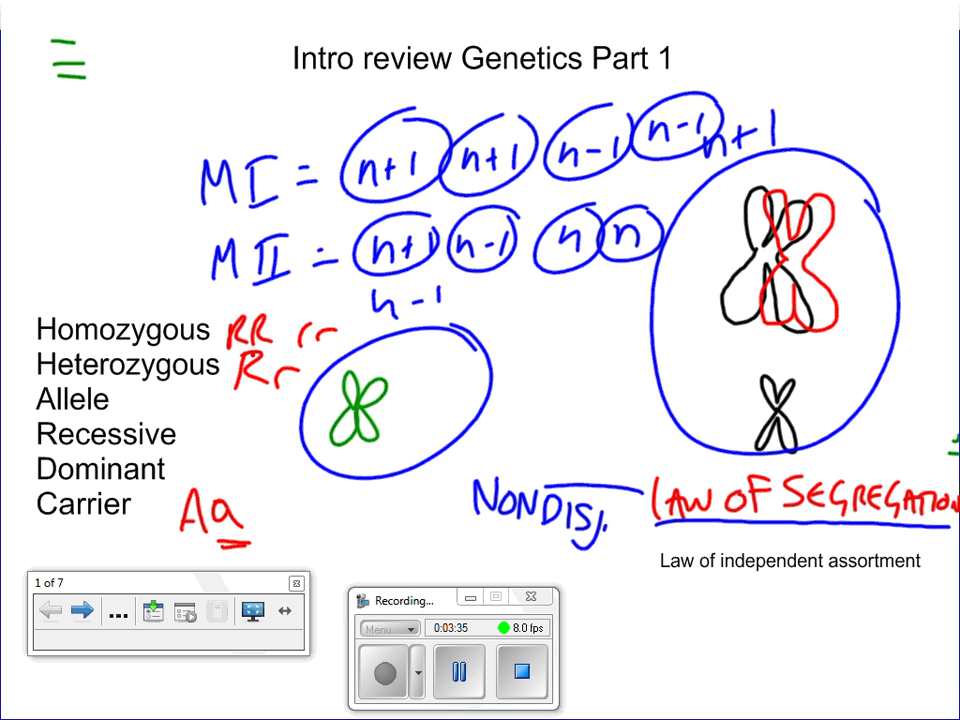 Intro review Genetics Part 1
MI = n+1 n+1 n-1 n-1 n+1
MII = n+1 n-1 n n
n-1
Homozygous RR rr
Heterozygous Rr
Allele
Recessive
Dominant
Carrier Aa
NONDISJ. LAW OF SEGREGATION
Law of independent assortment
1 of 7
Recording...
Menu 0:03:35 8.0 fps